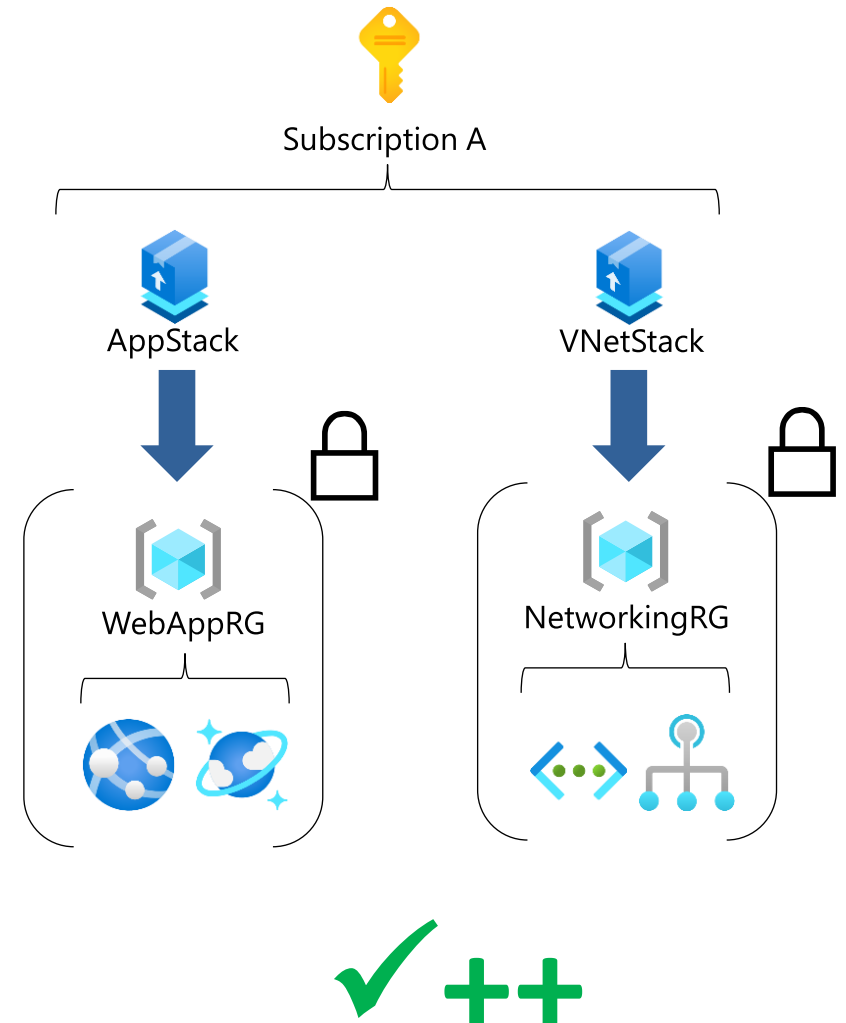 Subscription A
AppStack
VNetStack
WebAppRG
NetworkingRG
++